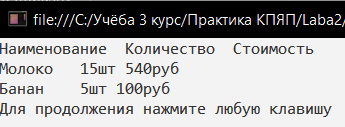 file:///C:/Учёба 3 курс/Практика КПЯП/Laba2/
Наименование Количество Стоимость
Молоко 15шт 540руб
Банан 5шт 100руб
Для продолжения нажмите любую клавишу